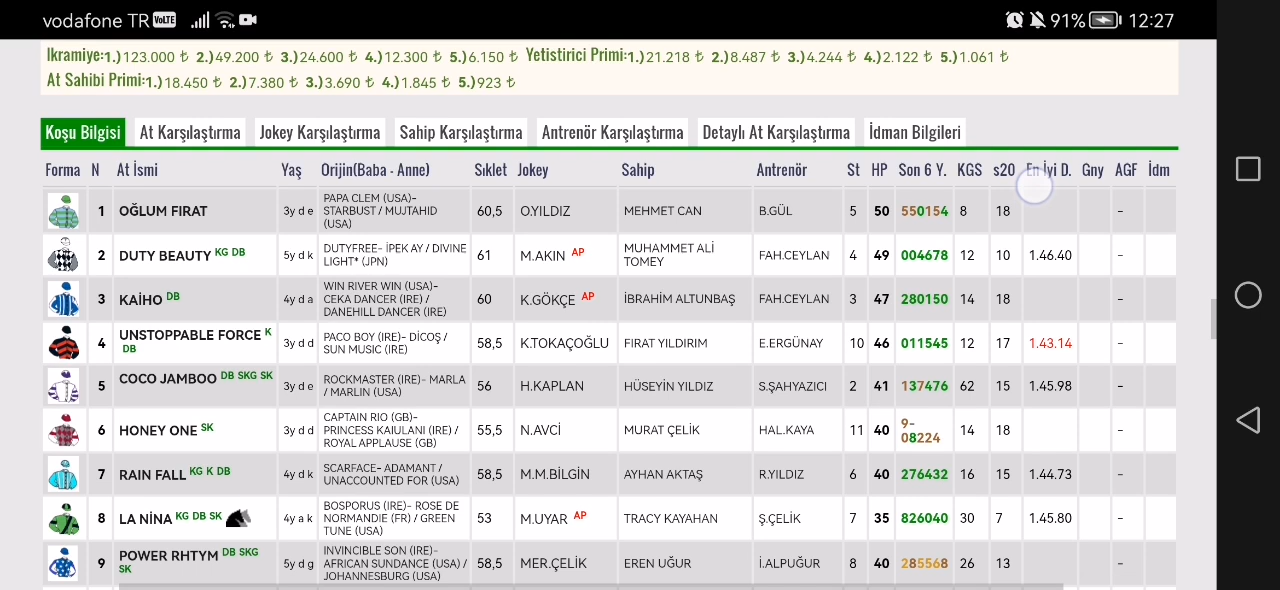 vodafone TR VoLTE 91% 12:27
İkramiye:1.)123.000 ₺ 2.)49.200 ₺ 3.)24.600 ₺ 4.)12.300 ₺ 5.)6.150 ₺ Yetistirici Primi:1.)21.218 ₺ 2.)8.487 ₺ 3.)4.244 ₺ 4.)2.122 ₺ 5.)1.061 ₺
At Sahibi Primi:1.)18.450 ₺ 2.)7.380 ₺ 3.)3.690 ₺ 4.)1.845 ₺ 5.)923 ₺
Koşu Bilgisi At Karşılaştırma Jokey Karşılaştırma Sahip Karşılaştırma Antrenör Karşılaştırma Detaylı At Karşılaştırma İdman Bilgileri
Forma N At İsmi Yaş Orijin(Baba - Anne) Sıklet Jokey Sahip Antrenör St HP Son 6 Y. KGS s20 En İyi D. Gny AGF İdm
1 OĞLUM FIRAT 3y d e PAPA CLEM (USA)- STARBUST / MUJTAHID (USA) 60,5 O.YILDIZ MEHMET CAN B.GÜL 5 50 550154 8 18 -
2 DUTY BEAUTY KG DB 5y d k DUTYFREE- İPEK AY / DIVINE LIGHT* (JPN) 61 M.AKIN AP MUHAMMET ALİ TOMEY FAH.CEYLAN 4 49 004678 12 10 1.46.40 -
3 KAİHO DB 4y d a WIN RIVER WIN (USA)- CEKA DANCER (IRE) / DANEHILL DANCER (IRE) 60 K.GÖKÇE AP İBRAHİM ALTUNBAŞ FAH.CEYLAN 3 47 280150 14 18 -
4 UNSTOPPABLE FORCE K DB 3y d d PACO BOY (IRE)- DİCOŞ / SUN MUSIC (IRE) 58,5 K.TOKAÇOĞLU FIRAT YILDIRIM E.ERGÜNAY 10 46 011545 12 17 1.43.14 -
5 COCO JAMBOO DB SKG SK 3y d e ROCKMASTER (IRE)- MARLA / MARLIN (USA) 56 H.KAPLAN HÜSEYİN YILDIZ S.ŞAHYAZICI 2 41 137476 62 15 1.45.98 -
6 HONEY ONE SK 3y d d CAPTAIN RIO (GB)- PRINCESS KAIULANI (IRE) / ROYAL APPLAUSE (GB) 55,5 N.AVCİ MURAT ÇELİK HAL.KAYA 11 40 9-08224 14 18 -
7 RAIN FALL KG K DB 4y d k SCARFACE- ADAMANT / UNACCOUNTED FOR (USA) 58,5 M.M.BİLGİN AYHAN AKTAŞ R.YILDIZ 6 40 276432 16 15 1.44.73 -
8 LA NİNA KG DB SK 4y a k BOSPORUS (IRE)- ROSE DE NORMANDIE (FR) / GREEN TUNE (USA) 53 M.UYAR AP TRACY KAYAHAN Ş.ÇELİK 7 35 826040 30 7 1.45.80 -
9 POWER RHTYM DB SKG SK 5y d g INVINCIBLE SON (IRE)- AFRICAN SUNDANCE (USA) / JOHANNESBURG (USA) 58,5 MER.ÇELİK EREN UĞUR İ.ALPUĞUR 8 40 285568 26 13 -